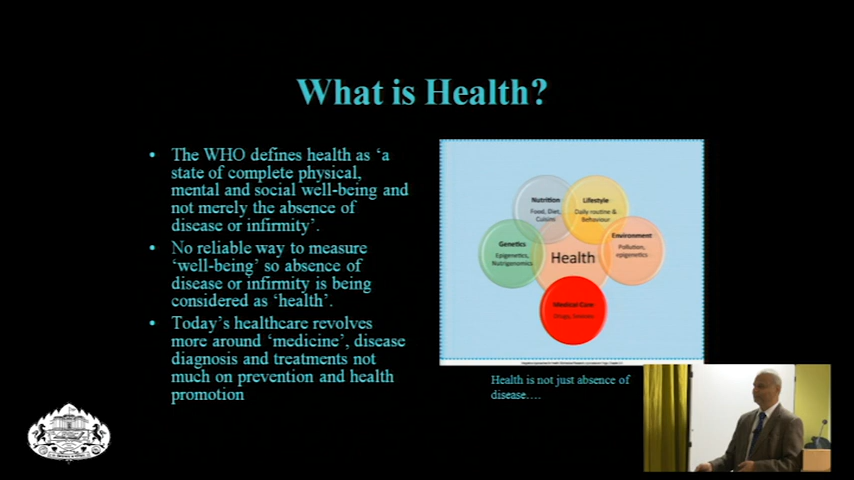 What is Health?
• The WHO defines health as ‘a
state of complete physical,
mental and social well-being and
not merely the absence of
disease or infirmity’.
• No reliable way to measure
‘well-being’ so absence of
disease or infirmity is being
considered as ‘health’.
• Today’s healthcare revolves
more around ‘medicine’, disease
diagnosis and treatments not
much on prevention and health
promotion
Nutrition
Food, Diet,
Cuisine
Lifestyle
Daily routine &
Behaviour
Genetics
Epigenetics,
Nutrigenomics
Environment
Pollution,
epigenetics
Health
Medical Care
Drugs,
Health is not just absence of
disease….